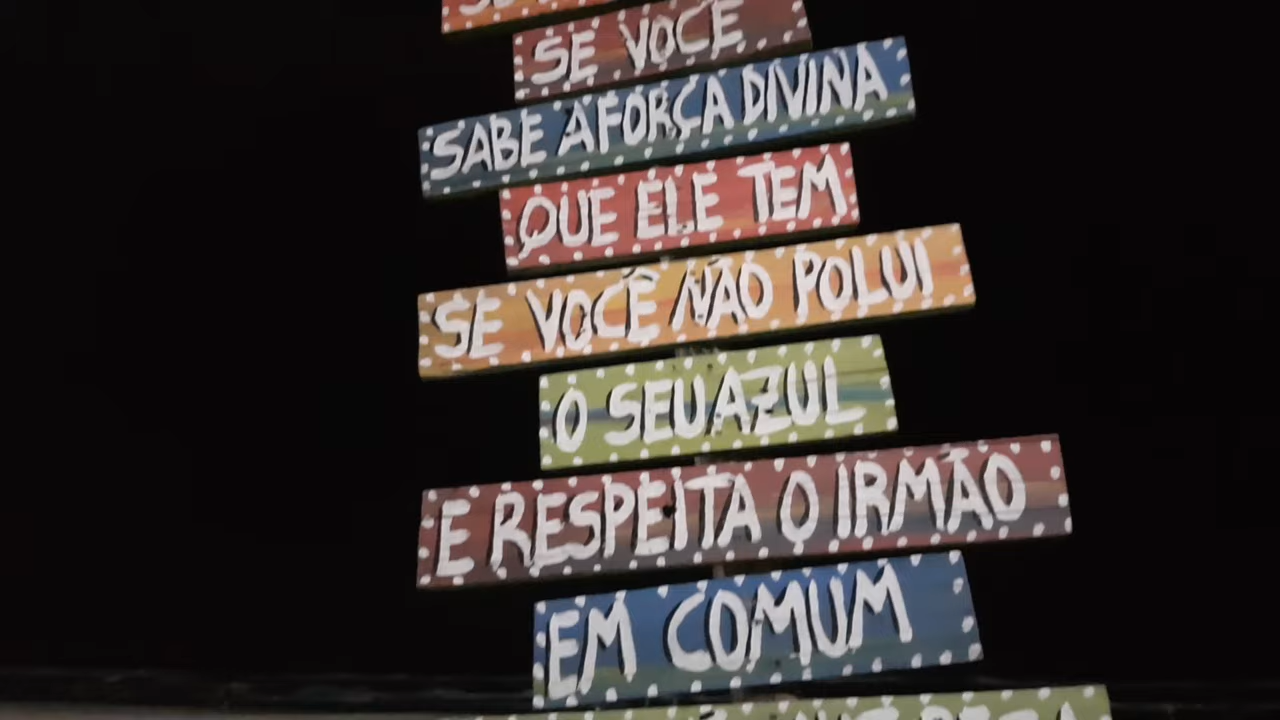 SE VOCÊ
SABE A FORÇA DIVINA
QUE ELE TEM
SE VOCÊ NÃO POLUI
O SEU AZUL
E RESPEITA O IRMÃO
EM COMUM